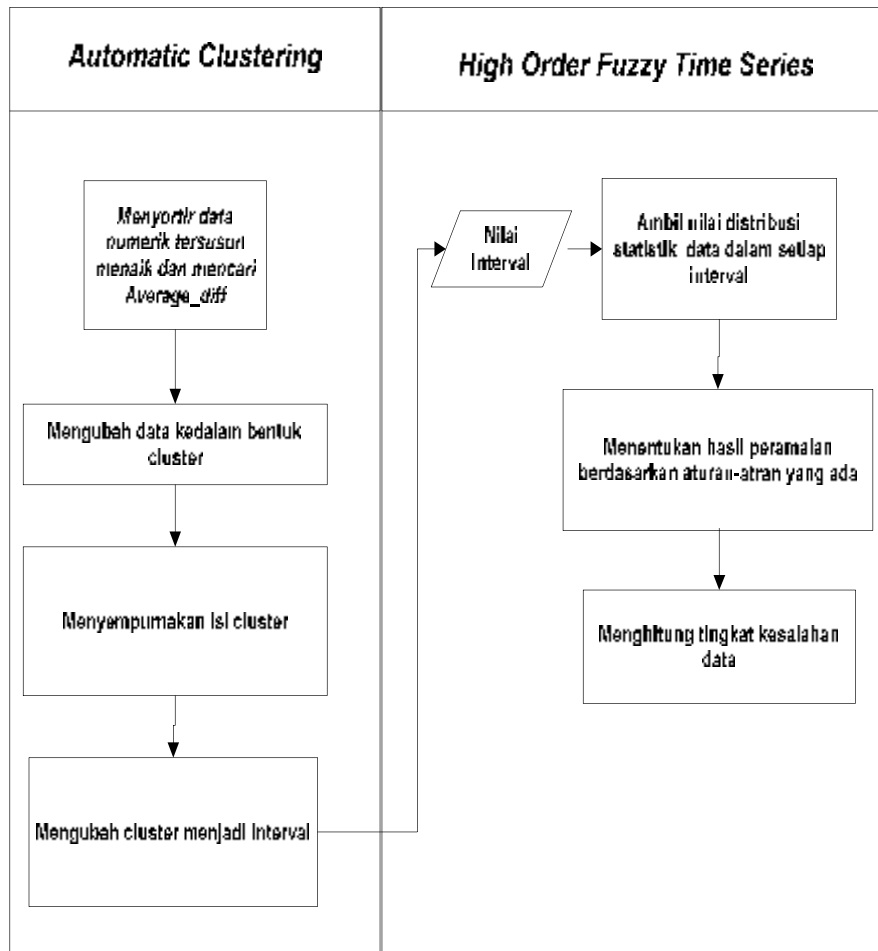 Automatic Clustering
High Order Fuzzy Time Series
Menyortir data
numerik tersusun
menaik dan mencari
Average_diff
Mengubah data kedalam bentuk
cluster
Menyempurnakan isi cluster
Mengubah cluster menjadi interval
Nilai
Interval
Ambil nilai distribusi
statistik data dalam setiap
interval
Menentukan hasil peramalan
berdasarkan aturan-atran yang ada
Menghitung tingkat kesalahan
data